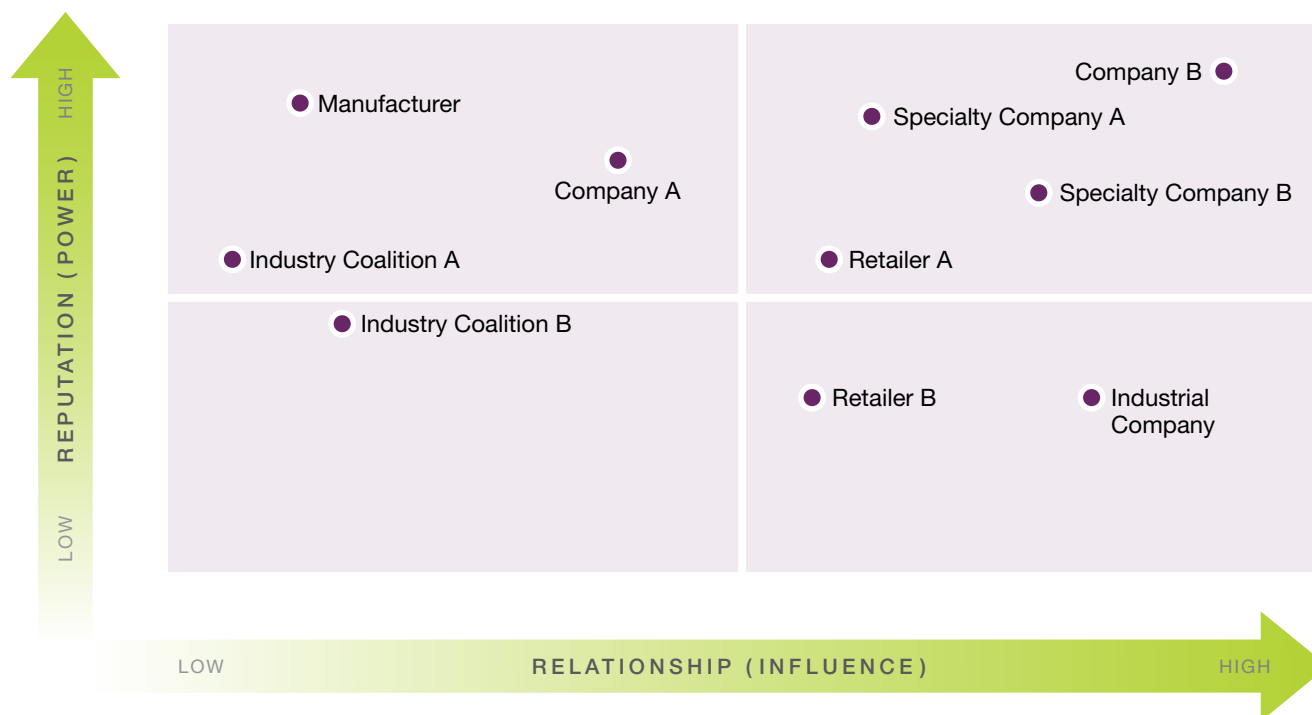 HIGH
REPUTATION (POWER)
LOW
Manufacturer
Company A
Industry Coalition A
Company B
Specialty Company A
Specialty Company B
Retailer A
Industry Coalition B
Retailer B
Industrial
Company
LOW
RELATIONSHIP (INFLUENCE)
HIGH